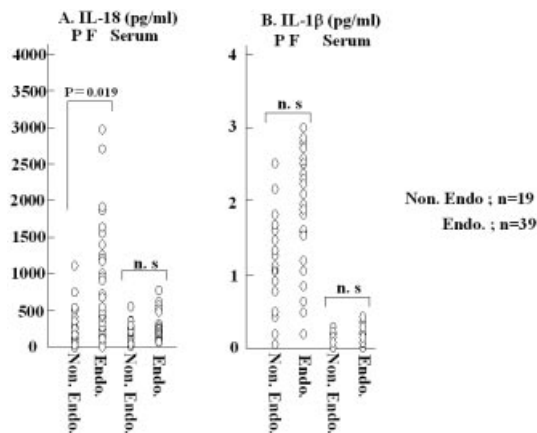 A. IL-18 (pg/ml)
P F Serum
4000
3500
3000
2500
2000
1500
1000
500
0
P = 0.019
n. s
Non. Endo.
Endo.
Non. Endo.
Endo.
B. IL-1β (pg/ml)
P F Serum
4
3
2
1
0
n. s
n. s
Non. Endo.
Endo.
Non. Endo.
Endo.
Non. Endo ; n=19
Endo. ; n=39